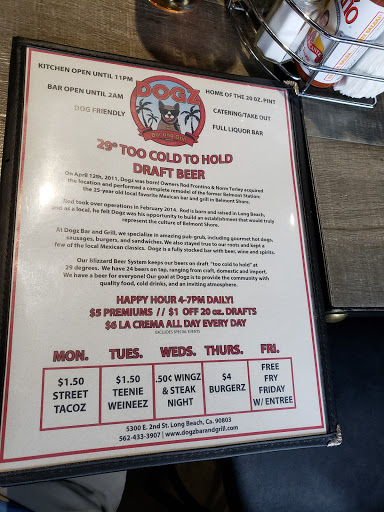 KITCHEN OPEN UNTIL 11PM
BAR OPEN UNTIL 2AM
DOG FRIENDLY
DOGZ
Bar and Grill
HOME OF THE 20 OZ. PINT
CATERING/TAKE OUT
FULL LIQUOR BAR
29° TOO COLD TO HOLD
DRAFT BEER
On April 12th, 2011, Dogz was born! Owners Rod Frontino & Norm Turley acquired
the location and performed a complete remodel of the former Belmont Station;
the 25-year old local favorite Mexican bar and grill in Belmont Shore.
Rod took over operations in February 2014. Rod is born and raised in Long Beach,
and as a local, he felt Dogz was his opportunity to build an establishment that would truly
represent the culture of Belmont Shore.
At Dogz Bar and Grill, we specialize in amazing pub-grub, including gourmet hot dogs,
sausages, burgers, and sandwiches. We also stayed true to our roots and kept a
few of the local Mexican classics. Dogz is a fully stocked bar with beer, wine and spirits.
Our Blizzard Beer System keeps our beers on draft "too cold to hold" at
29 degrees. We have 24 beers on tap, ranging from craft, domestic and import.
We have a beer for everyone! Our goal at Dogz is to provide the community with
quality food, cold drinks, and an inviting atmosphere.
HAPPY HOUR 4-7PM DAILY!
$5 PREMIUMS // $1 OFF 20 oz. DRAFTS
$6 LA CREMA ALL DAY EVERY DAY
EXCLUDES SPECIAL EVENTS
MON. TUES. WEDS. THURS. FRI.
$1.50
STREET
TACOZ
$1.50
TEENIE
WEINEEZ
.50¢ WINGZ
& STEAK
NIGHT
$4
BURGERZ
FREE
FRY
FRIDAY
W/ ENTREE
5300 E. 2nd St. Long Beach, Ca. 90803
562-433-3907 | www.dogzbarandgrill.com